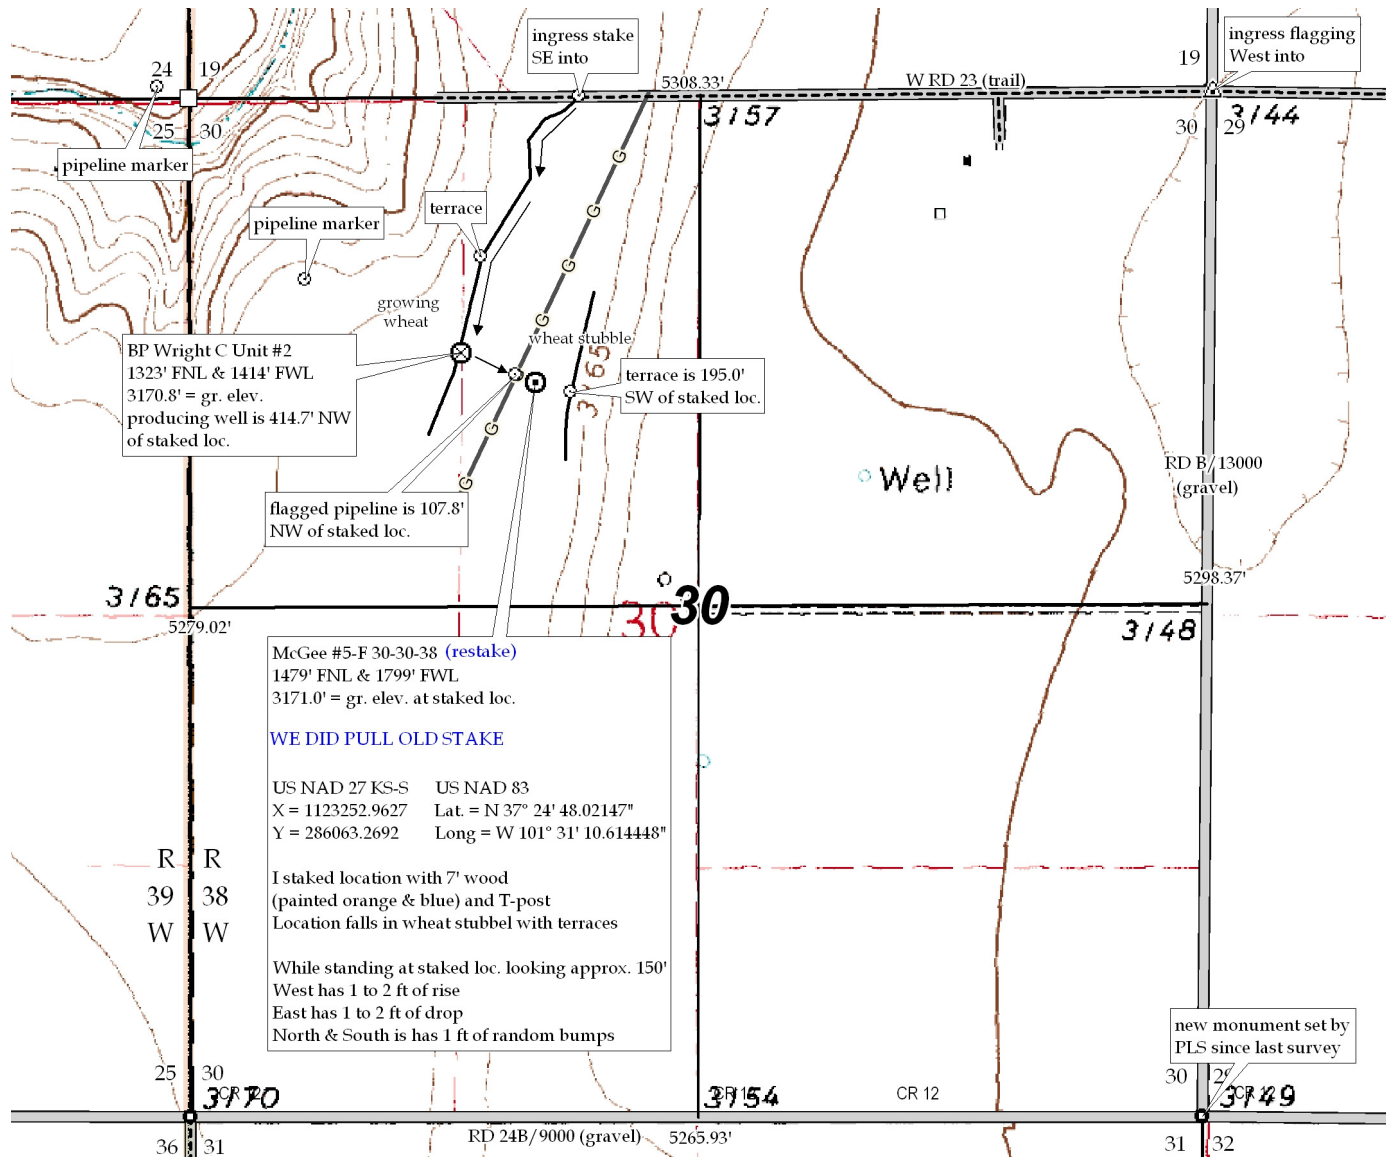 ingress stake
SE into
ingress flagging
West into
24
19
19
5308.33'
W RD 23 (trail)
3157
3144
25
30
30
29
pipeline marker
G
terrace
G
pipeline marker
G
growing
wheat
G
wheat stubble
BP Wright C Unit #2
1323' FNL & 1414' FWL
3170.8' = gr. elev.
producing well is 414.7' NW
of staked loc.
3165
terrace is 195.0'
SW of staked loc.
G
RD B/13000
(gravel)
Well
G
flagged pipeline is 107.8'
NW of staked loc.
5298.37'
3165
30
30
5279.02'
3148
McGee #5-F 30-30-38 (restake)
1479' FNL & 1799' FWL
3171.0' = gr. elev. at staked loc.
WE DID PULL OLD STAKE
US NAD 27 KS-S US NAD 83
X = 1123252.9627 Lat. = N 37° 24' 48.02147"
Y = 286063.2692 Long = W 101° 31' 10.614448"
R R
39 38
W W
I staked location with 7' wood
(painted orange & blue) and T-post
Location falls in wheat stubbel with terraces
While standing at staked loc. looking approx. 150'
West has 1 to 2 ft of rise
East has 1 to 2 ft of drop
North & South is has 1 ft of random bumps
new monument set by
PLS since last survey
25
30
30
29
3170
CR 12
3154
CR 12
CR 12
3149
CR 12
RD 24B/9000 (gravel)
5265.93'
36
31
31
32